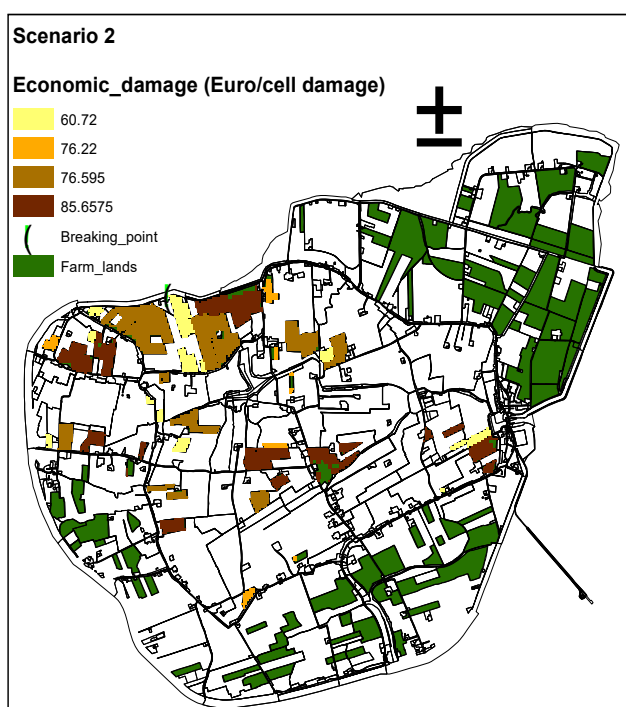 Scenario 2
Economic_damage (Euro/cell damage)
60.72
76.22
76.595
85.6575
Breaking_point
Farm_lands